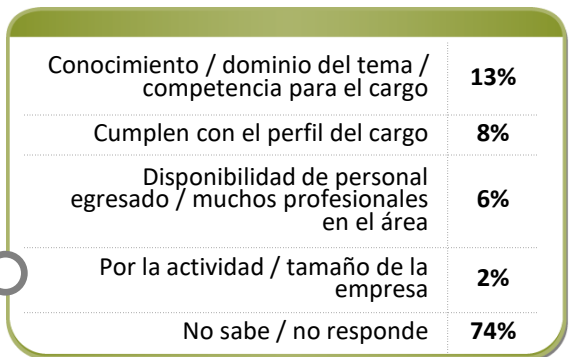 Conocimiento / dominio del tema /
competencia para el cargo
13%
Cumplen con el perfil del cargo
8%
Disponibilidad de personal
egresado / muchos profesionales
en el área
6%
Por la actividad / tamaño de la
empresa
2%
No sabe / no responde
74%